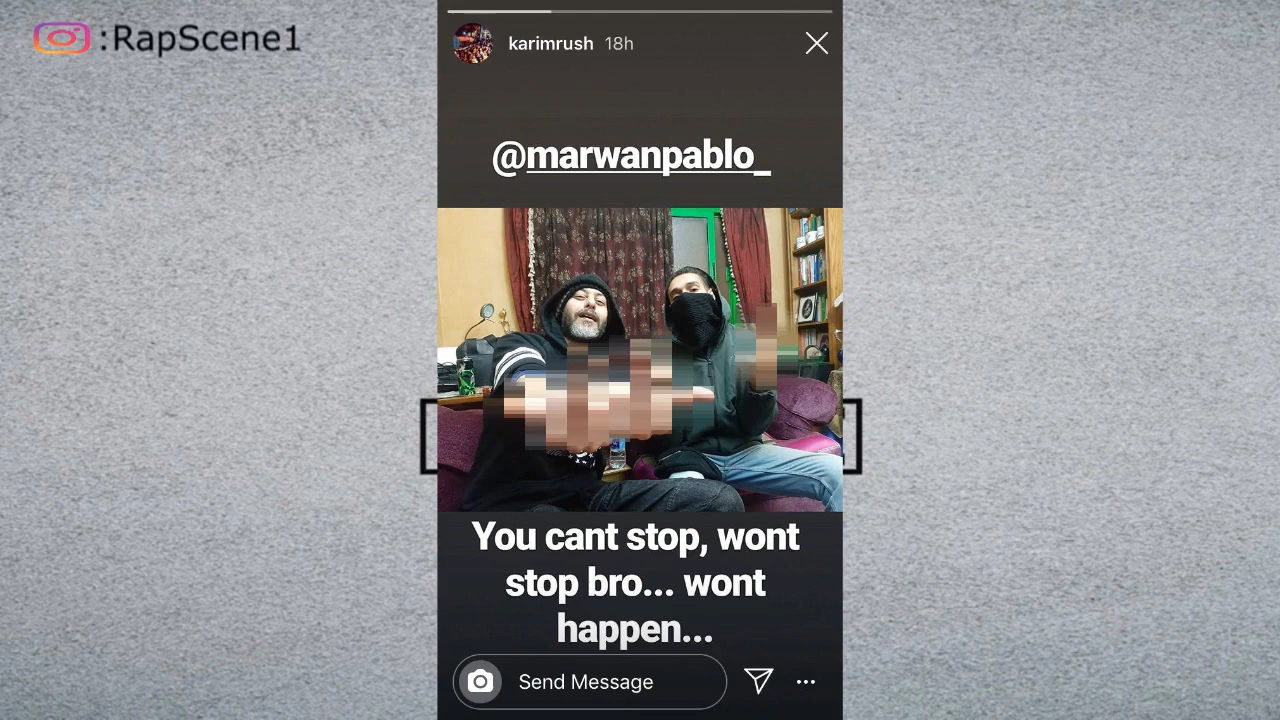 :RapScene1
karimrush 18h
@marwanpablo_
You cant stop, wont
stop bro... wont
happen...
Send Message